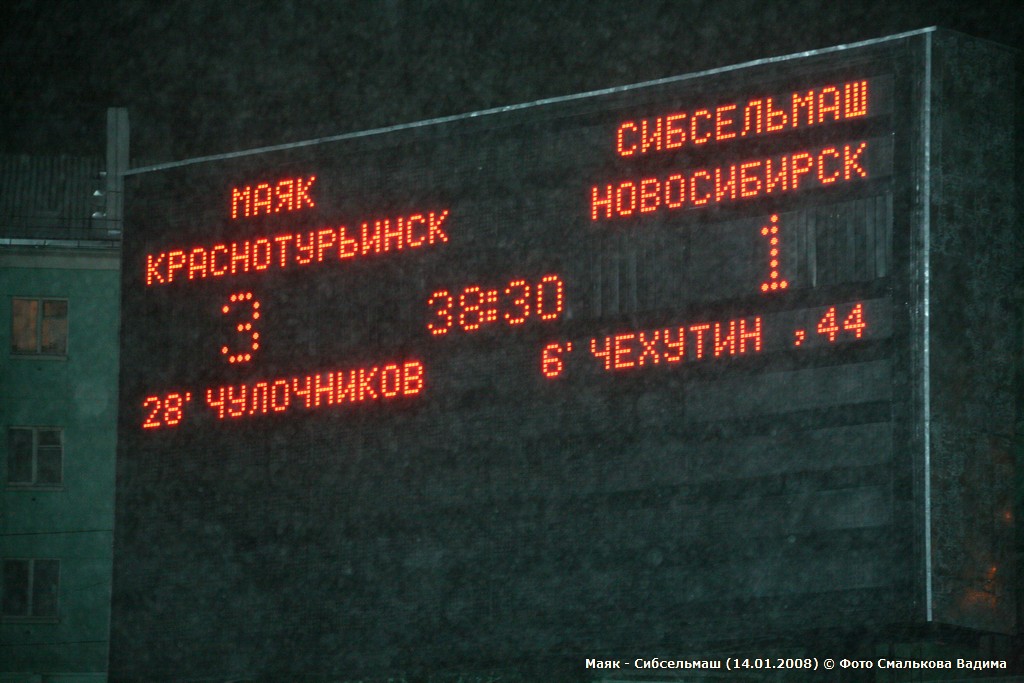 МАЯК
КРАСНОТУРЬИНСК
3
28' ЧУЛОЧНИКОВ
38:30
СИБСЕЛЬМАШ
НОВОСИБИРСК
1
6' ЧЕХУТИН ,44
Маяк - Сибсельмаш (14.01.2008) © Фото Смалькова Вадима